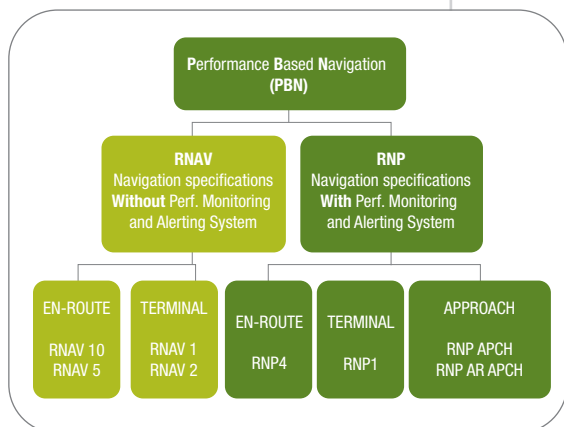 Performance Based Navigation
(PBN)
RNAV
Navigation specifications
Without Perf. Monitoring
and Alerting System
RNP
Navigation specifications
With Perf. Monitoring
and Alerting System
EN-ROUTE
RNAV 10
RNAV 5
TERMINAL
RNAV 1
RNAV 2
EN-ROUTE
RNP4
TERMINAL
RNP1
APPROACH
RNP APCH
RNP AR APCH